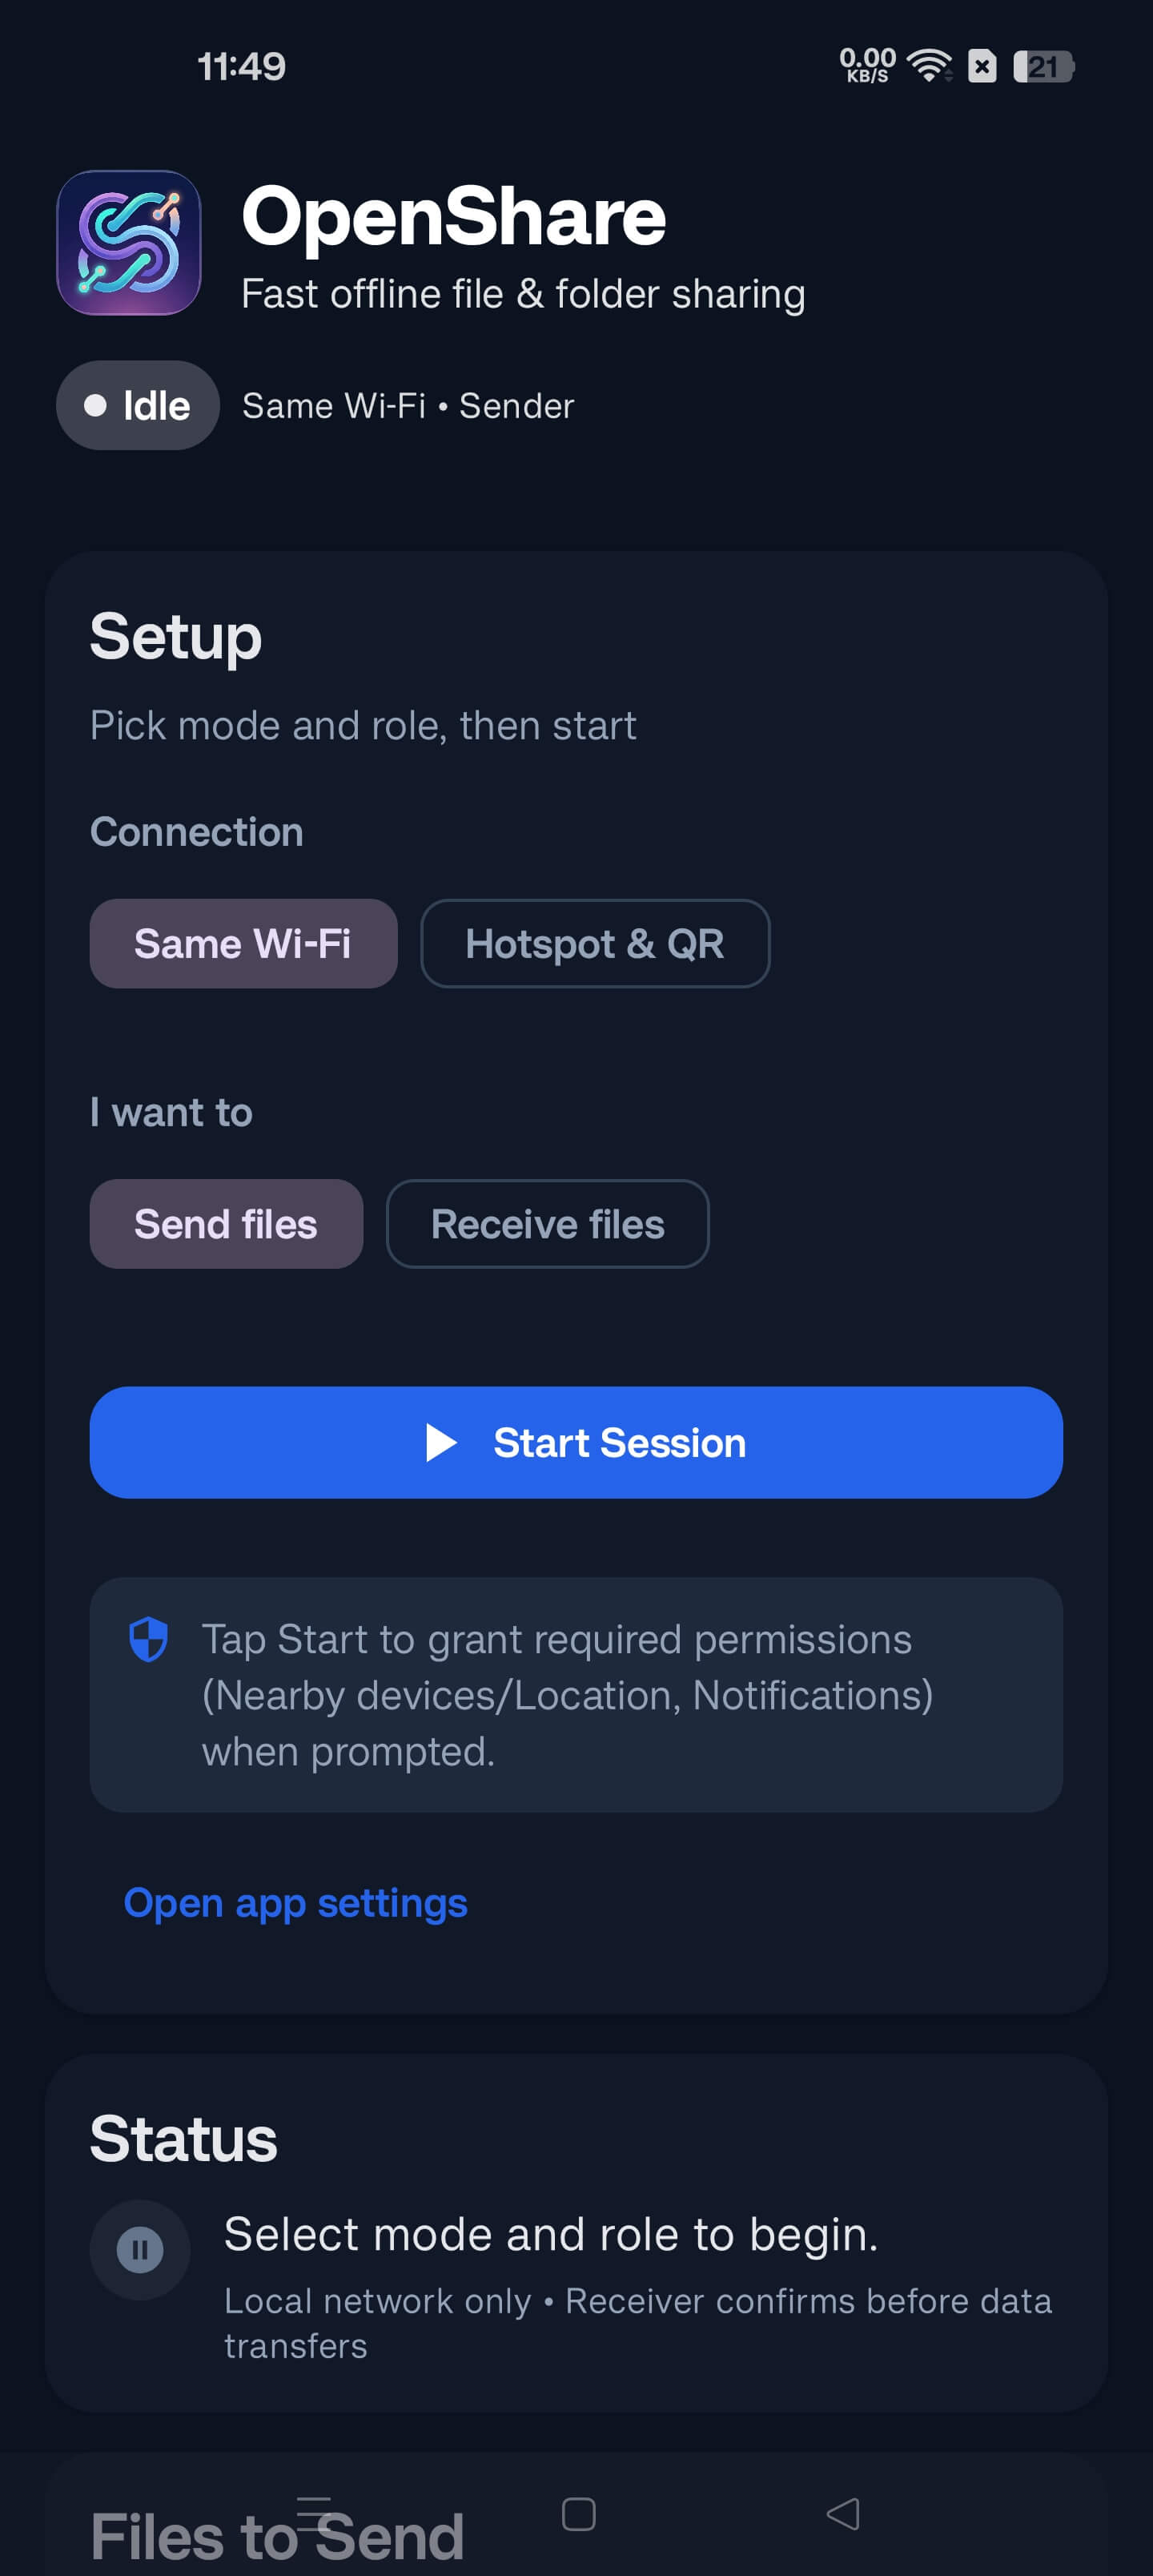 11:49
0.00
KB/S
21
OpenShare
Fast offline file & folder sharing
Idle
Same Wi-Fi • Sender
Setup
Pick mode and role, then start
Connection
Same Wi-Fi
Hotspot & QR
I want to
Send files
Receive files
Start Session
Tap Start to grant required permissions
(Nearby devices/Location, Notifications)
when prompted.
Open app settings
Status
Select mode and role to begin.
Local network only • Receiver confirms before data
transfers
Files to Send